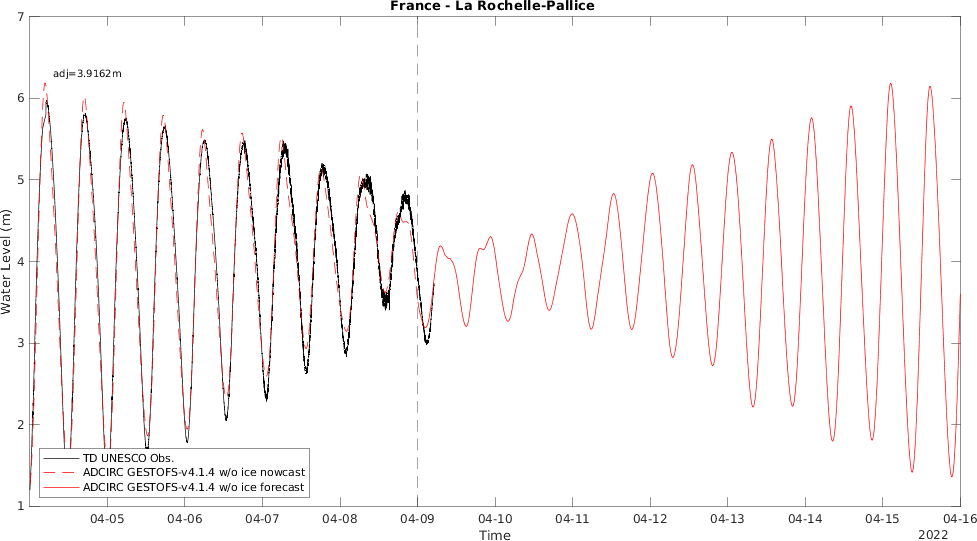 France - La Rochelle-Pallice
7
adj=3.9162m
6
5
4
3
2
1
Water Level (m)
TD UNESCO Obs.
ADCIRC GESTOFS-v4.1.4 w/o ice nowcast
ADCIRC GESTOFS-v4.1.4 w/o ice forecast
04-05 04-06 04-07 04-08 04-09 04-10 04-11 04-12 04-13 04-14 04-15 04-16
Time
2022